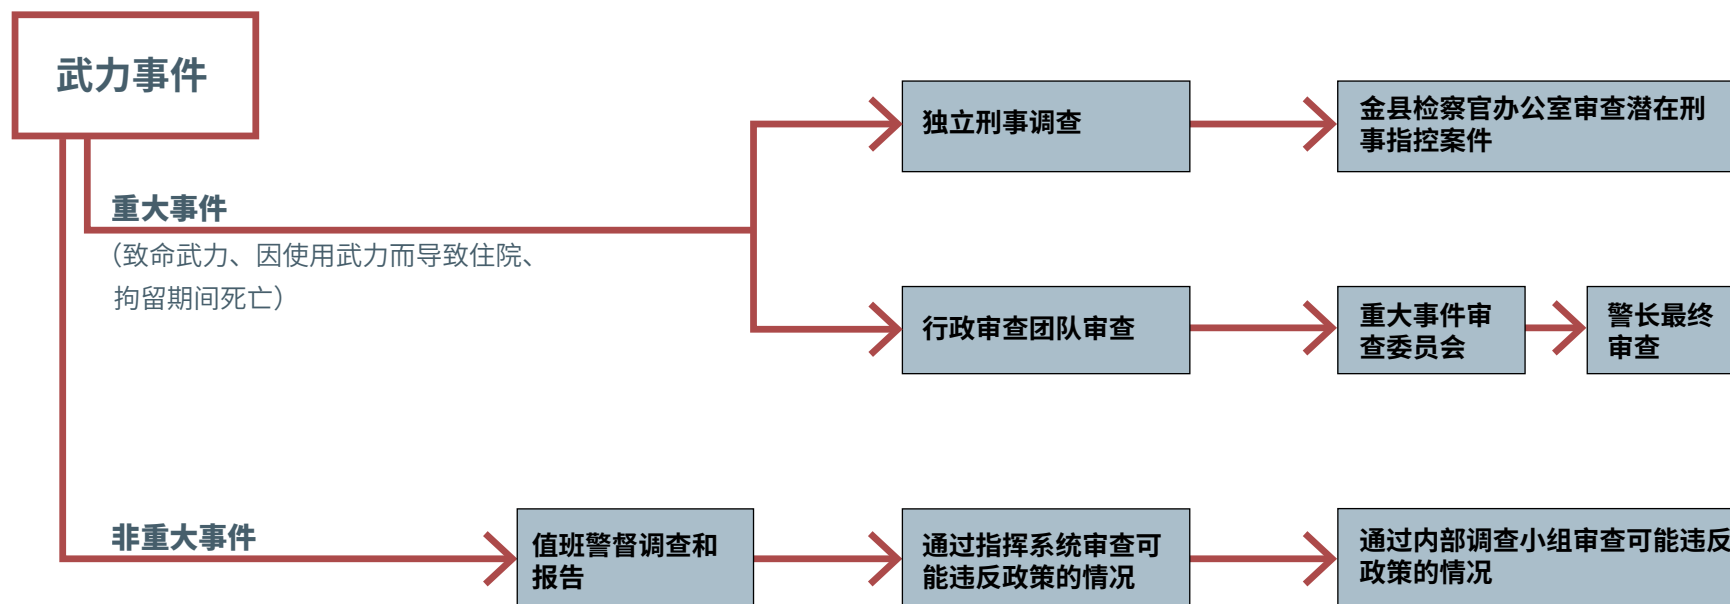 武力事件
独立刑事调查
金县检察官办公室审查潜在刑
事指控案件
重大事件
（致命武力、因使用武力而导致住院、
拘留期间死亡）
行政审查团队审查
重大事件审
查委员会
警长最终
审查
非重大事件
值班警督调查和
报告
通过指挥系统审查可
能违反政策的情况
通过内部调查小组审查可能违反
政策的情况